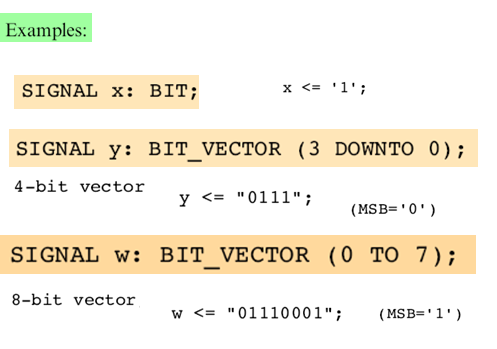 Examples:
SIGNAL x: BIT; x <= '1';
SIGNAL y: BIT_VECTOR (3 DOWNTO 0);
4-bit vector y <= "0111"; (MSB='0')
SIGNAL w: BIT_VECTOR (0 TO 7);
8-bit vector w <= "01110001"; (MSB='1')